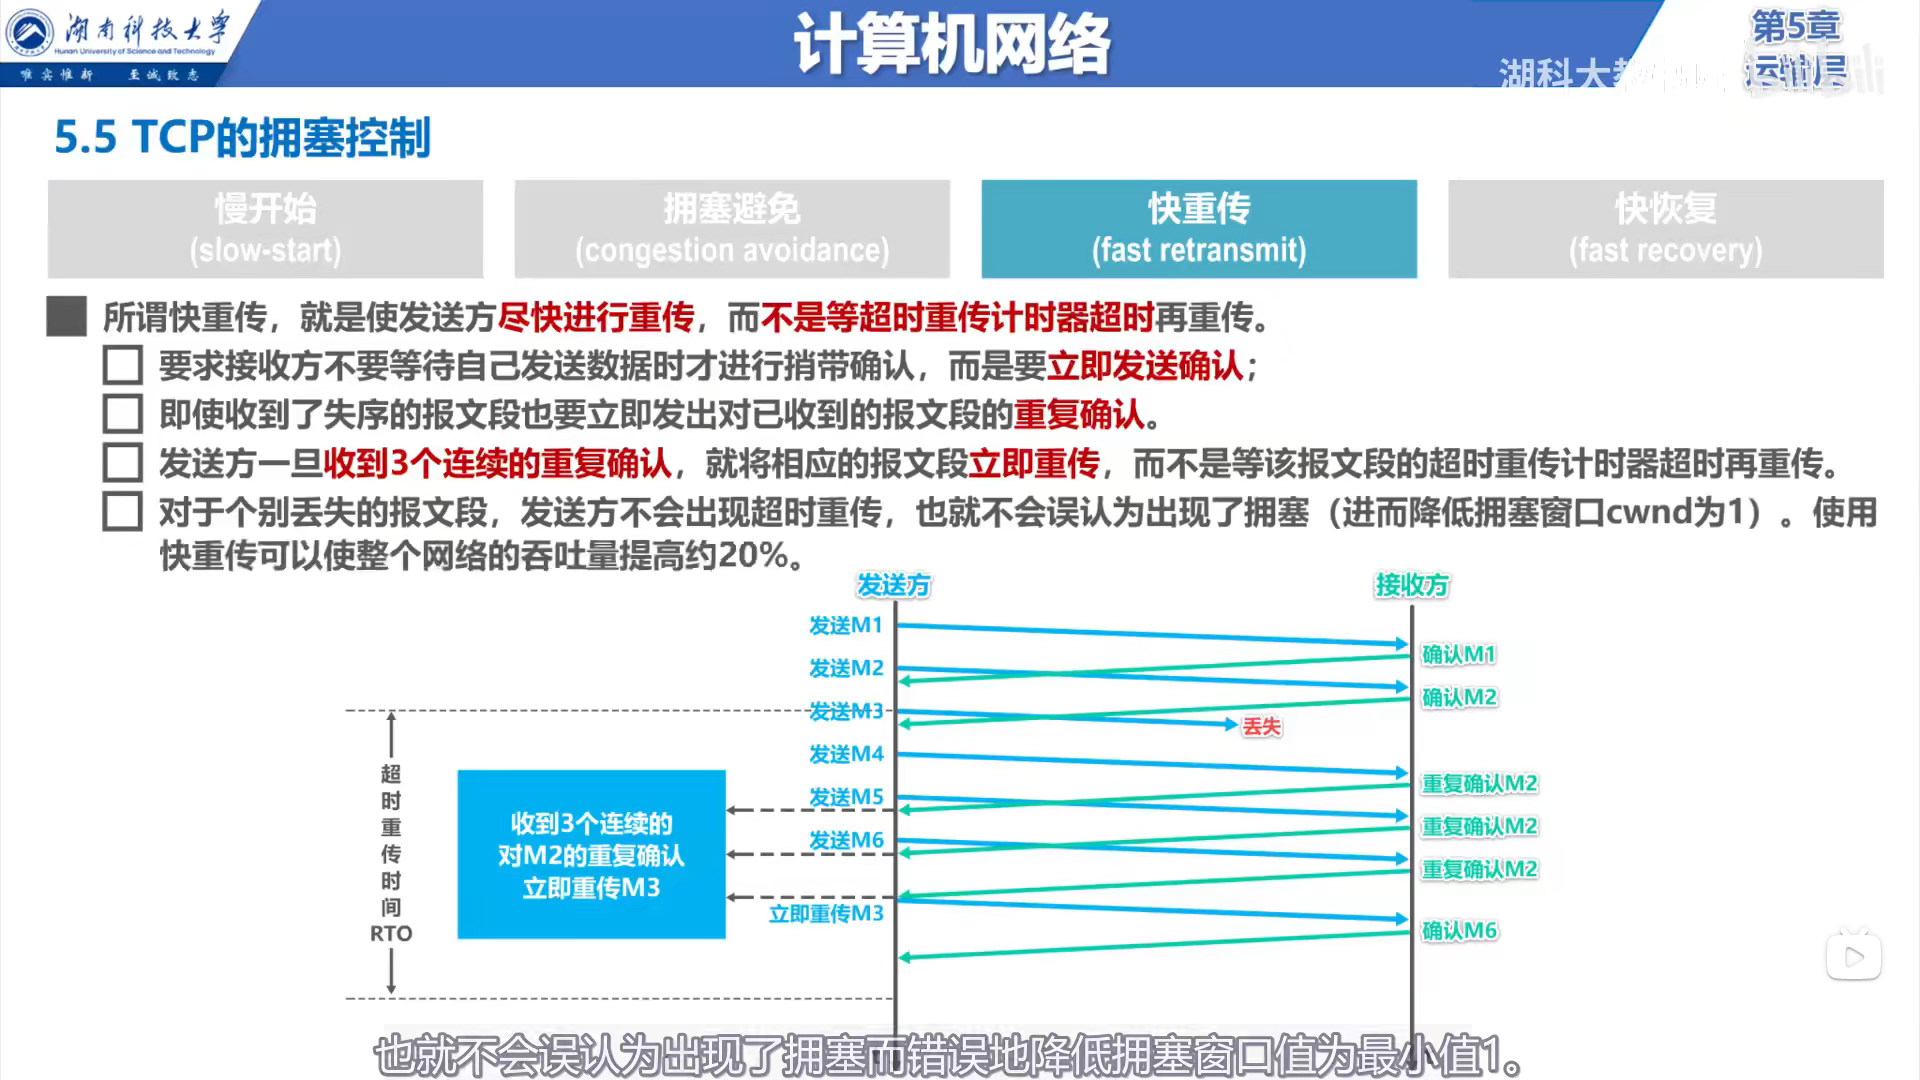 湖南科技大学
Hunan University of Science and Technology
唯实惟新 至诚致志
计算机网络
第5章
运输层
湖科大教
5.5 TCP的拥塞控制
慢开始
(slow-start)
拥塞避免
(congestion avoidance)
快重传
(fast retransmit)
快恢复
(fast recovery)
所谓快重传，就是使发送方尽快进行重传，而不是等超时重传计时器超时再重传。
要求接收方不要等待自己发送数据时才进行捎带确认，而是要立即发送确认；
即使收到了失序的报文段也要立即发出对已收到的报文段的重复确认。
发送方一旦收到3个连续的重复确认，就将相应的报文段立即重传，而不是等该报文段的超时重传计时器超时再重传。
对于个别丢失的报文段，发送方不会出现超时重传，也就不会误认为出现了拥塞（进而降低拥塞窗口cwnd为1）。使用
快重传可以使整个网络的吞吐量提高约20%。
发送方
接收方
发送M1
确认M1
发送M2
确认M2
发送M3
丢失
发送M4
重复确认M2
发送M5
重复确认M2
发送M6
重复确认M2
立即重传M3
确认M6
超
时
重
传
时
间
RTO
收到3个连续的
对M2的重复确认
立即重传M3
也就不会误认为出现了拥塞而错误地降低拥塞窗口值为最小值1。